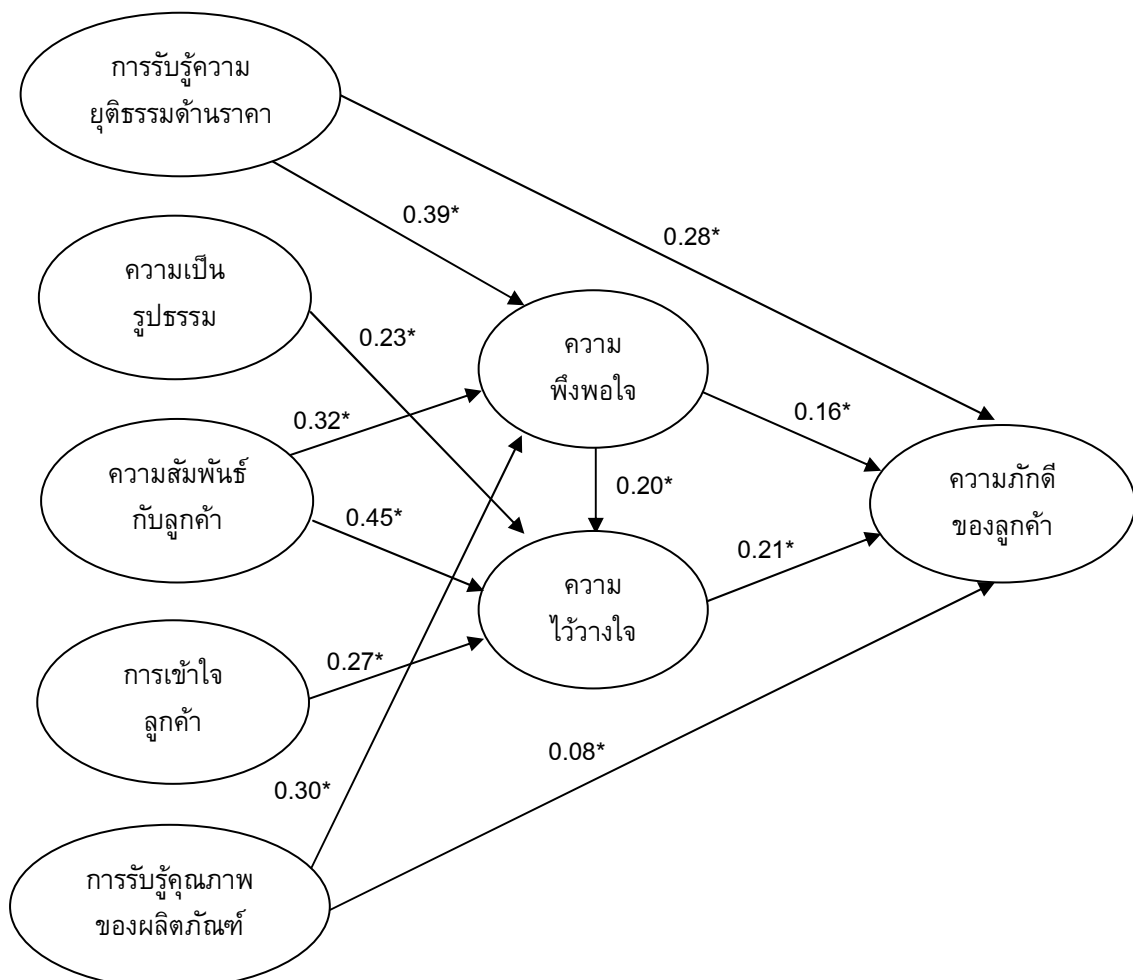 การรับรู้ความ
ยุติธรรมด้านราคา
0.39*
0.28*
ความเป็น
รูปธรรม
0.23*
ความ
พึงพอใจ
0.32*
0.16*
ความสัมพันธ์
กับลูกค้า
0.45*
0.20*
ความภักดี
ของลูกค้า
0.21*
ความ
ไว้วางใจ
0.27*
การเข้าใจ
ลูกค้า
0.08*
0.30*
การรับรู้คุณภาพ
ของผลิตภัณฑ์